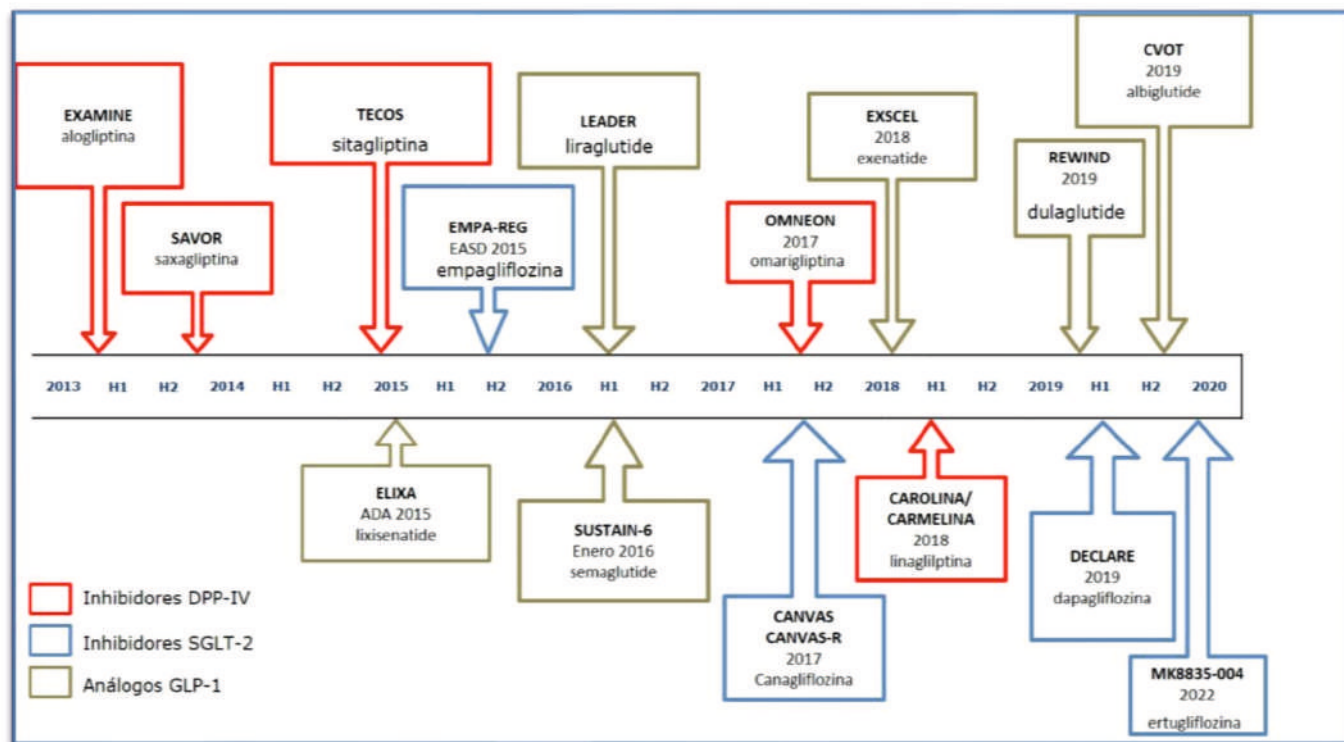 EXAMINE
alogliptina
SAVOR
saxagliptina
TECOS
sitagliptina
EMPA-REG
EASD 2015
empagliflozina
LEADER
liraglutide
OMNEON
2017
omarigliptina
EXSCEL
2018
exenatide
REWIND
2019
dulaglutide
CVOT
2019
albiglutide
2013 H1 H2 2014 H1 H2 2015 H1 H2 2016 H1 H2 2017 H1 H2 2018 H1 H2 2019 H1 H2 2020
ELIXA
ADA 2015
lixisenatide
SUSTAIN-6
Enero 2016
semaglutide
CANVAS
CANVAS-R
2017
Canagliflozina
CAROLINA/
CARMELINA
2018
linaglilptina
DECLARE
2019
dapagliflozina
MK8835-004
2022
ertugliflozina
Inhibidores DPP-IV
Inhibidores SGLT-2
Análogos GLP-1